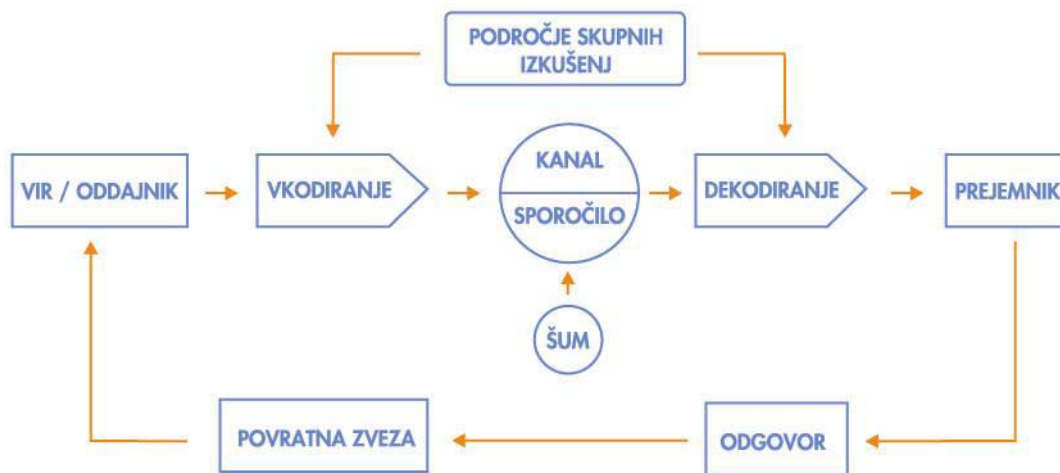 PODROČJE SKUPNIH
IZKUŠENJ
VIR / ODDAJNIK
VKODIRANJE
KANAL
SPOROČILO
DEKODIRANJE
PREJEMNIK
ŠUM
POVRATNA ZVEZA
ODGOVOR